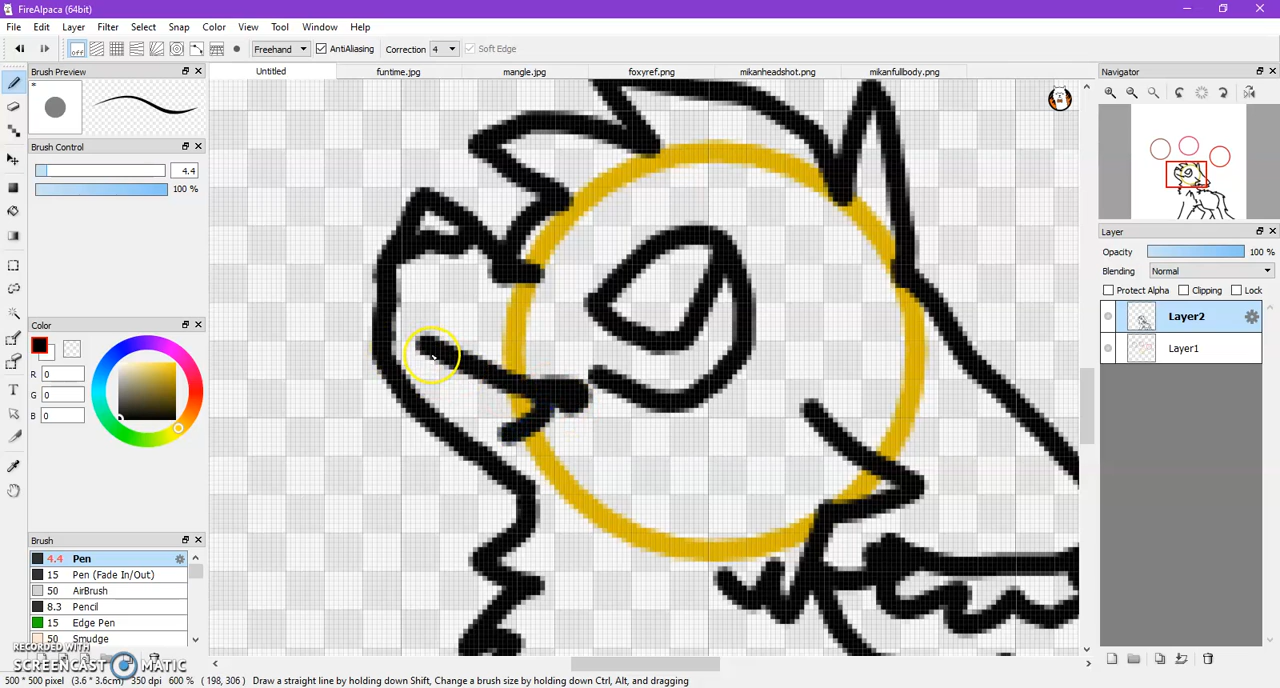 FireAlpaca (64bit)
File Edit Layer Filter Select Snap Color View Tool Window Help
off Freehand AntiAliasing Correction 4 Soft Edge
Brush Preview
Untitled funtime.jpg mangle.jpg foxyref.png mikanheadshot.png mikanfullbody.png
Navigator
Brush Control
4.4
100 %
Layer
Opacity 100 %
Blending Normal
Protect Alpha Clipping Lock
Layer2
Layer1
Color
R 0
G 0
B 0
Brush
4.4 Pen
15 Pen (Fade In/Out)
50 AirBrush
8.3 Pencil
15 Edge Pen
50 Smudge
RECORDED WITH
SCREENCAST MATIC
500 * 500 pixel (3.6 * 3.6cm) 350 dpi 600 % ( 198, 306 ) Draw a straight line by holding down Shift, Change a brush size by holding down Ctrl, Alt, and dragging